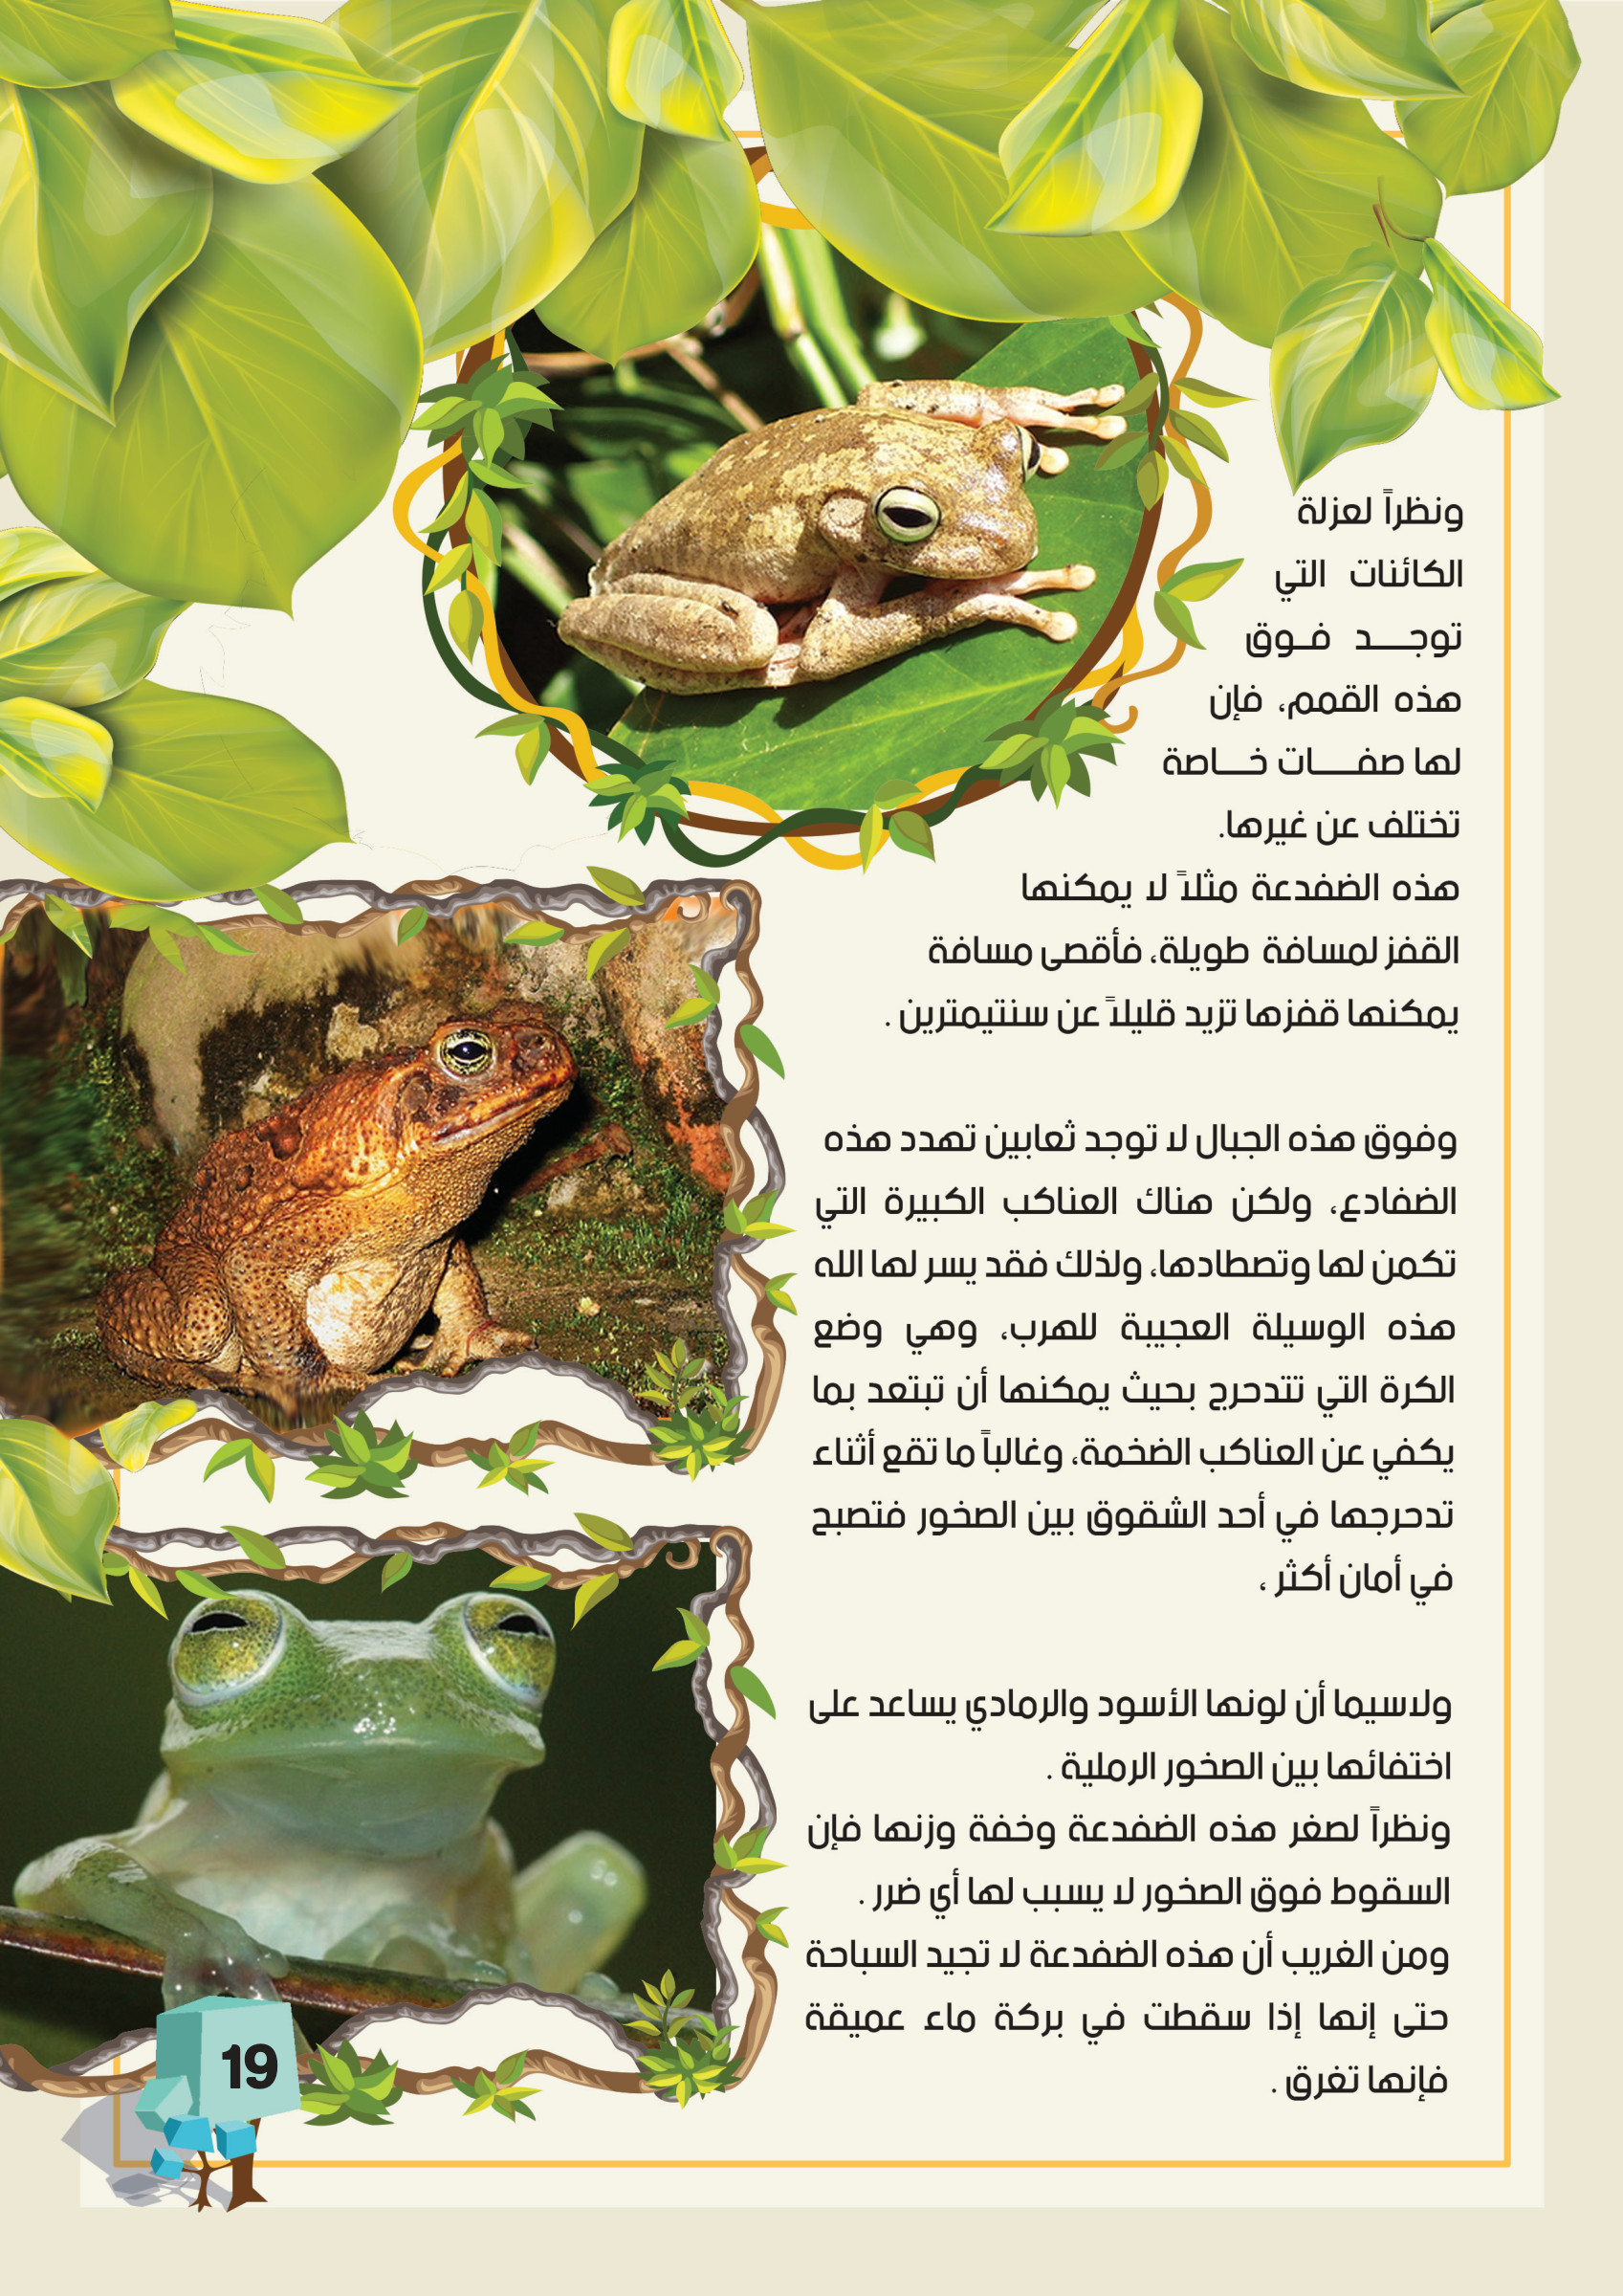 ونظراً لعزلة
الكائنات التي
توجـــد فــوق
هذه القمم، فإن
لها صفـــات خـــاصة
تختلف عن غيرها.
هذه الضفدعة مثلاً لا يمكنها
القفز لمسافة طويلة، فأقصى مسافة
يمكنها قفزها تزيد قليلاً عن سنتيمترين .
وفوق هذه الجبال لا توجد ثعابين تهدد هذه
الضفادع، ولكن هناك العناكب الكبيرة التي
تكمن لها وتصطادها، ولذلك فقد يسر لها الله
هذه الوسيلة العجيبة للهرب، وهي وضع
الكرة التي تتدحرج بحيث يمكنها أن تبتعد بما
يكفي عن العناكب الضخمة، وغالباً ما تقع أثناء
تدحرجها في أحد الشقوق بين الصخور فتصبح
في أمان أكثر ،
ولاسيما أن لونها الأسود والرمادي يساعد على
اختفائها بين الصخور الرملية .
ونظراً لصغر هذه الضفدعة وخفة وزنها فإن
السقوط فوق الصخور لا يسبب لها أي ضرر .
ومن الغريب أن هذه الضفدعة لا تجيد السباحة
حتى إنها إذا سقطت في بركة ماء عميقة
فإنها تغرق .
19